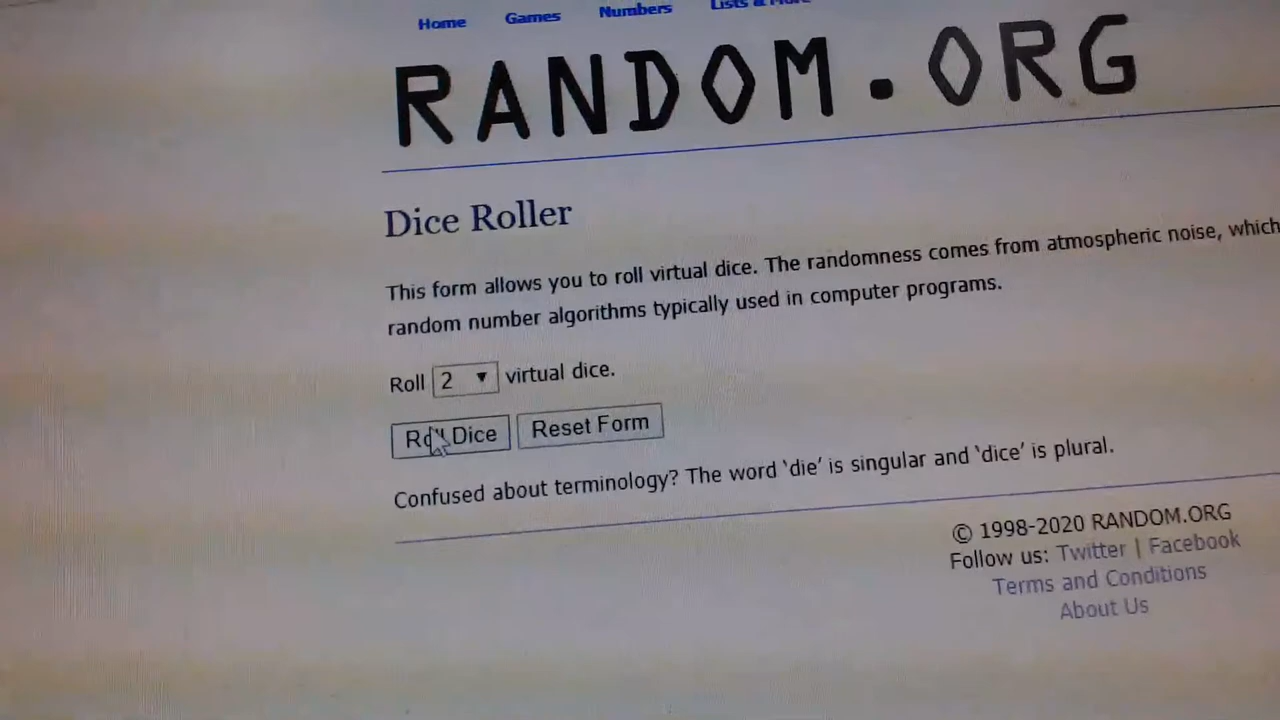 Home Games Numbers Lists & More
RANDOM.ORG
Dice Roller
This form allows you to roll virtual dice. The randomness comes from atmospheric noise, which
random number algorithms typically used in computer programs.
Roll 2 virtual dice.
Roll Dice Reset Form
Confused about terminology? The word ‘die’ is singular and ‘dice’ is plural.
© 1998-2020 RANDOM.ORG
Follow us: Twitter | Facebook
Terms and Conditions
About Us